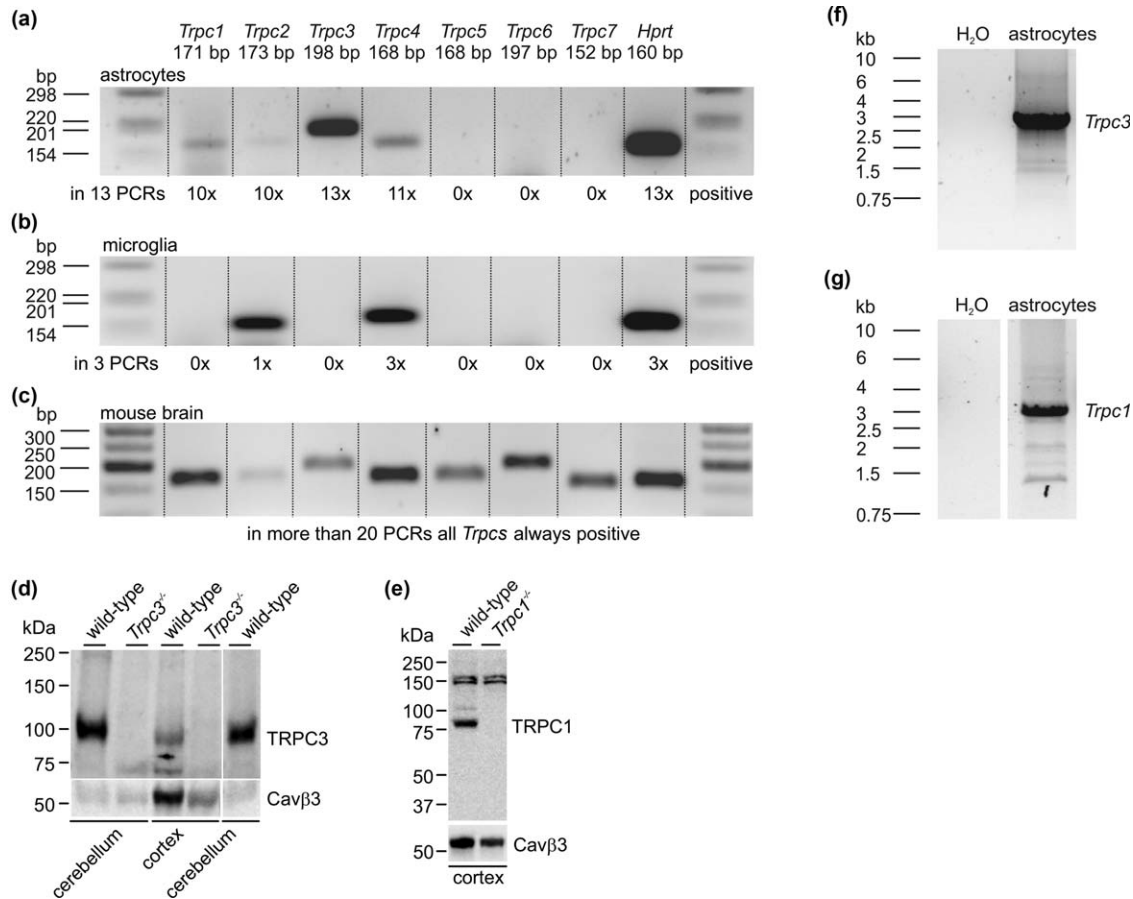 (a)
Trpc1 Trpc2 Trpc3 Trpc4 Trpc5 Trpc6 Trpc7 Hprt
171 bp 173 bp 198 bp 168 bp 168 bp 197 bp 152 bp 160 bp
bp
astrocytes
298
220
201
154
in 13 PCRs 10x 10x 13x 11x 0x 0x 0x 13x positive
(b)
bp
microglia
298
220
201
154
in 3 PCRs 0x 1x 0x 3x 0x 0x 0x 3x positive
(c)
bp
mouse brain
300
250
200
150
in more than 20 PCRs all Trpcs always positive
(d)
wild-type Trpc3-/- wild-type Trpc3-/- wild-type
kDa
250
150
100
75
50
TRPC3
Cavβ3
cerebellum cortex cerebellum
(e)
wild-type Trpc1-/-
kDa
250
150
100
75
50
37
50
TRPC1
Cavβ3
cortex
(f)
kb
H2O astrocytes
10
6
4
3
2.5
2
1.5
0.75
Trpc3
(g)
kb
H2O astrocytes
10
6
4
3
2.5
2
1.5
0.75
Trpc1